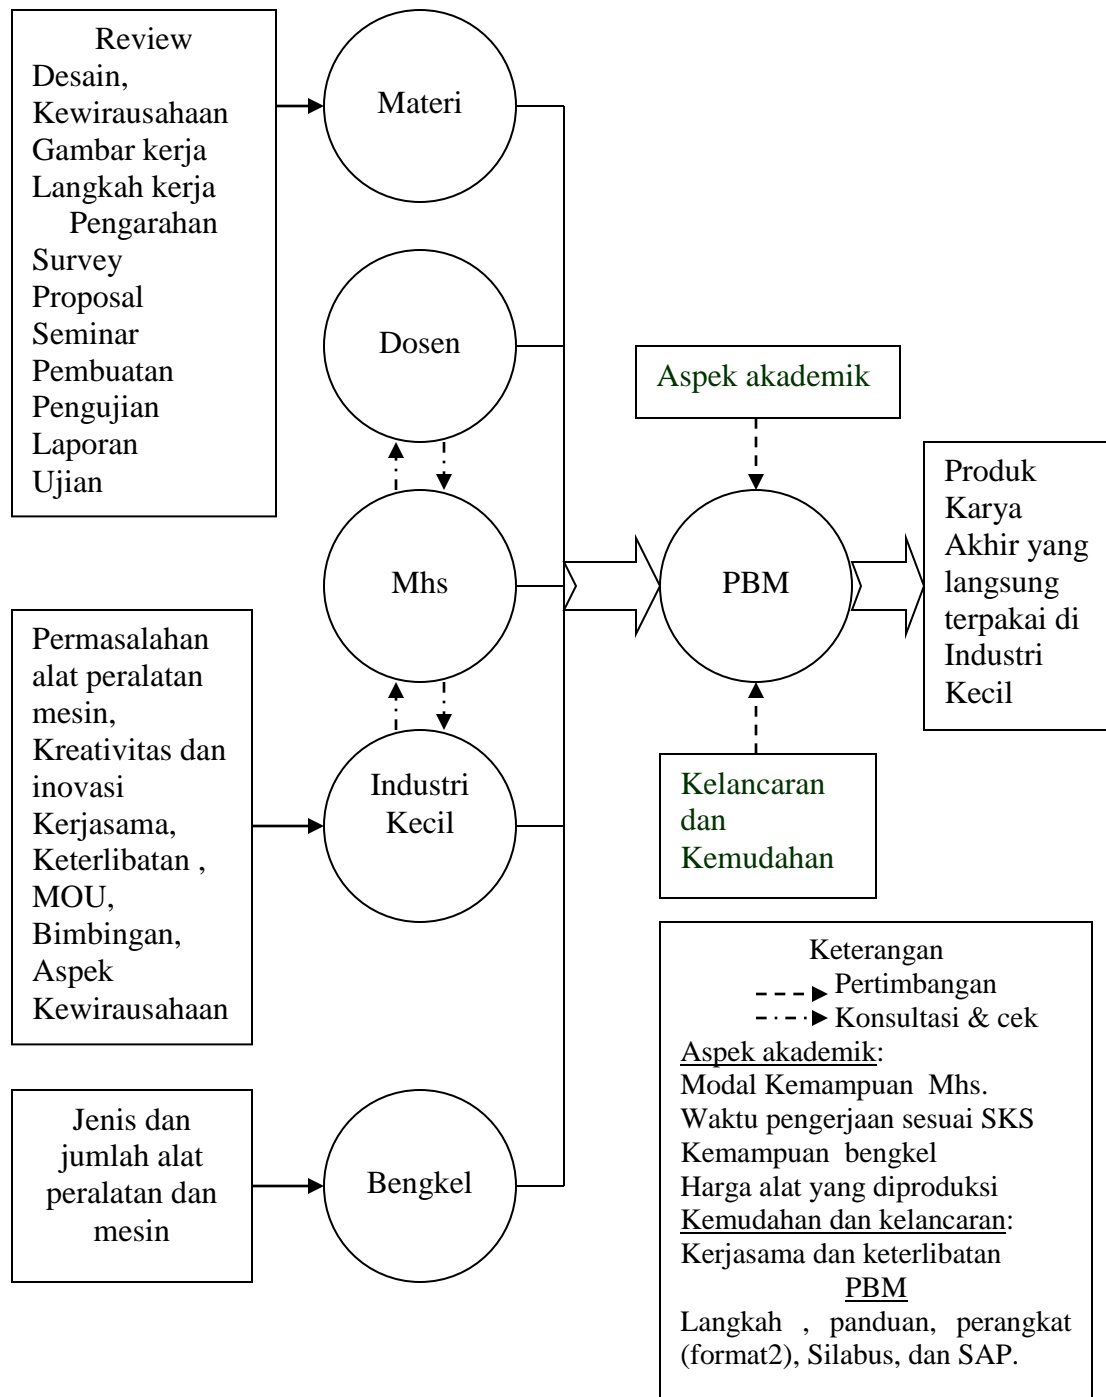 Review
Desain,
Kewirausahaan
Gambar kerja
Langkah kerja
Pengarahan
Survey
Proposal
Seminar
Pembuatan
Pengujian
Laporan
Ujian
Materi
Dosen
Mhs
Permasalahan
alat peralatan
mesin,
Kreativitas dan
inovasi
Kerjasama,
Keterlibatan ,
MOU,
Bimbingan,
Aspek
Kewirausahaan
Industri
Kecil
Jenis dan
jumlah alat
peralatan dan
mesin
Bengkel
Aspek akademik
PBM
Kelancaran
dan
Kemudahan
Produk
Karya
Akhir yang
langsung
terpakai di
Industri
Kecil
Keterangan
Pertimbangan
Konsultasi & cek
Aspek akademik:
Modal Kemampuan Mhs.
Waktu pengerjaan sesuai SKS
Kemampuan bengkel
Harga alat yang diproduksi
Kemudahan dan kelancaran:
Kerjasama dan keterlibatan
PBM
Langkah , panduan, perangkat
(format2), Silabus, dan SAP.